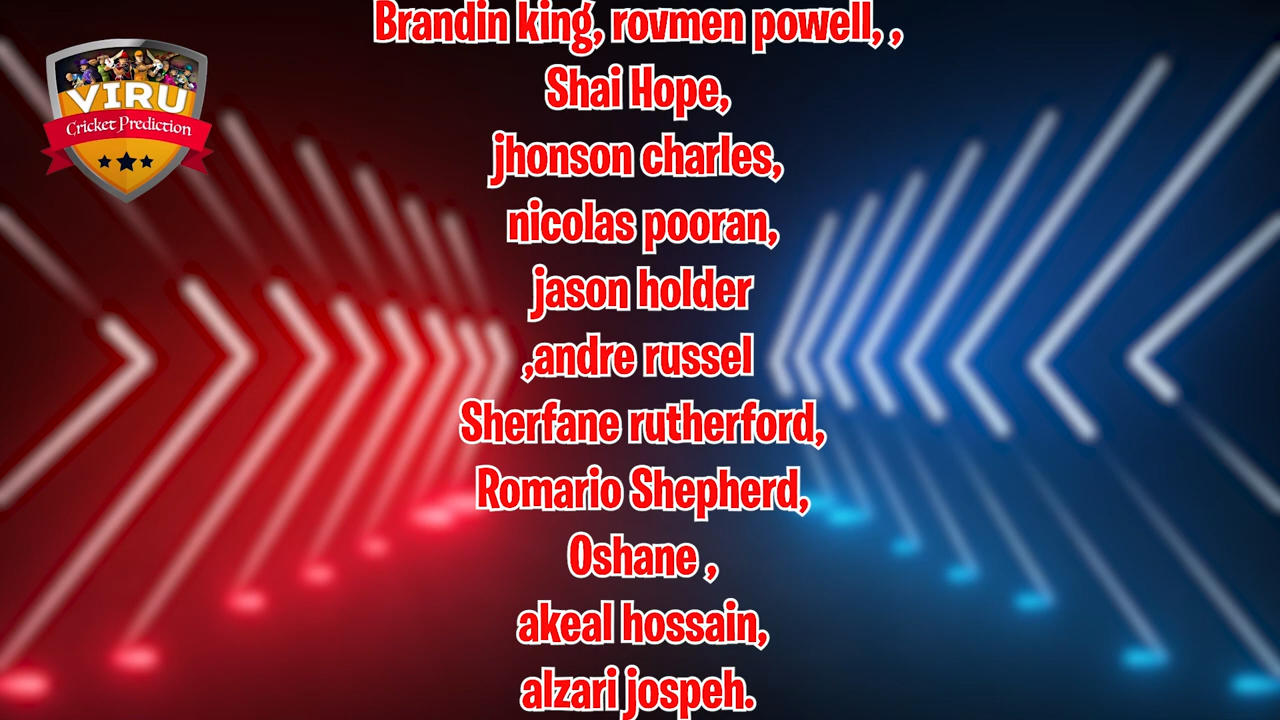 Brandin king, rovmen powell, ,
VIRU
Cricket Prediction
Shai Hope,
jhonson charles,
nicolas pooran,
jason holder
,andre russel
Sherfane rutherford,
Romario Shepherd,
Oshane ,
akeal hossain,
alzari jospeh.